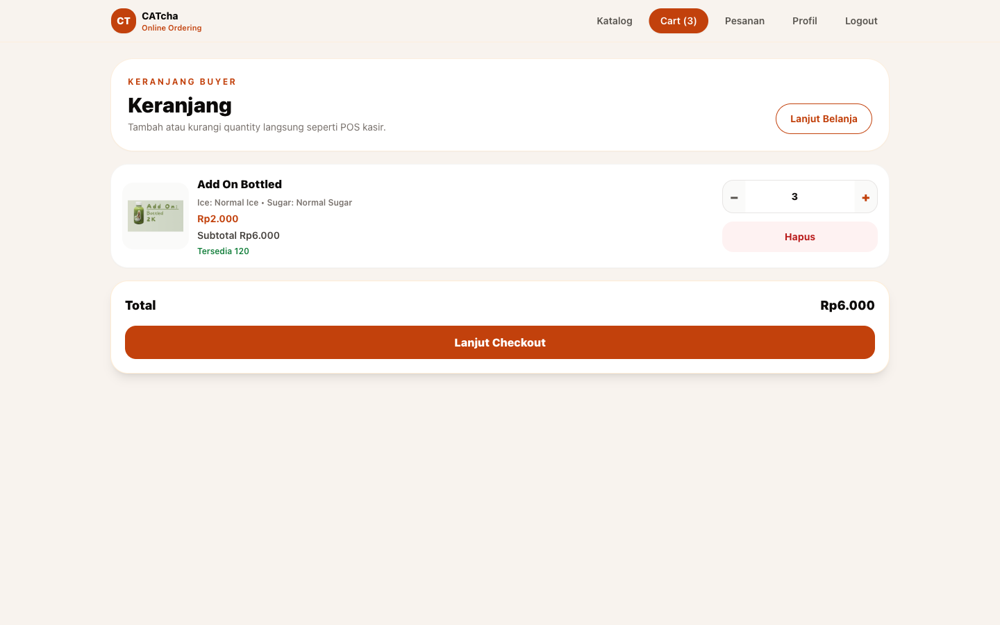 CT
CATcha
Online Ordering
Katalog
Cart (3)
Pesanan
Profil
Logout
KERANJANG BUYER
Keranjang
Tambah atau kurangi quantity langsung seperti POS kasir.
Lanjut Belanja
Add On:
Bottled
2K
Add On Bottled
Ice: Normal Ice • Sugar: Normal Sugar
Rp2.000
Subtotal Rp6.000
Tersedia 120
− 3 +
Hapus
Total Rp6.000
Lanjut Checkout